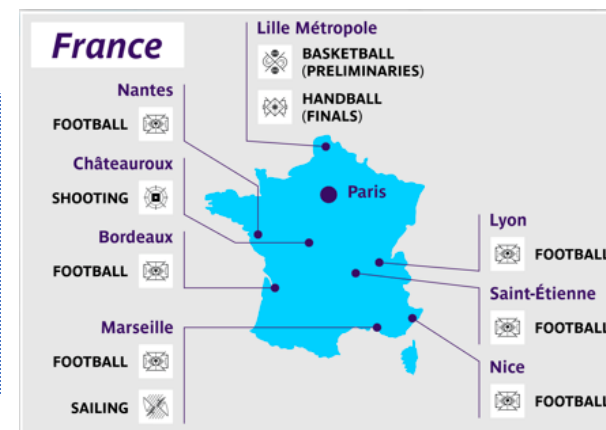 France
Lille Métropole
BASKETBALL
(PRELIMINARIES)
HANDBALL
(FINALS)
Nantes
FOOTBALL
Châteauroux
SHOOTING
Bordeaux
FOOTBALL
Marseille
FOOTBALL
SAILING
Paris
Lyon
FOOTBALL
Saint-Étienne
FOOTBALL
Nice
FOOTBALL